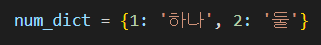 num_dict = {1: '하나', 2: '둘'}